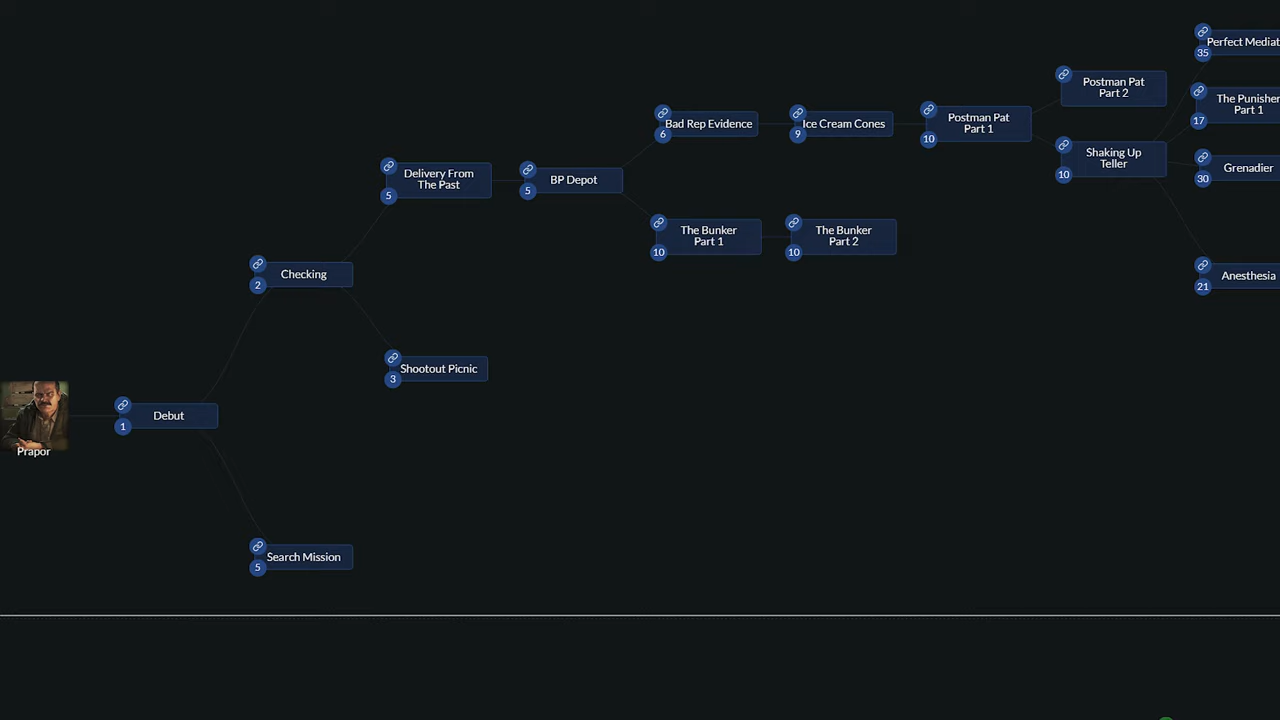 Perfect Mediat
35
Postman Pat
Part 2
The Punisher
Part 1
17
Bad Rep Evidence
6
Ice Cream Cones
9
Postman Pat
Part 1
10
Shaking Up
Teller
10
Grenadier
30
Delivery From
The Past
5
BP Depot
5
The Bunker
Part 1
10
The Bunker
Part 2
10
Checking
2
Anesthesia
21
Shootout Picnic
3
Debut
1
Prapor
Search Mission
5